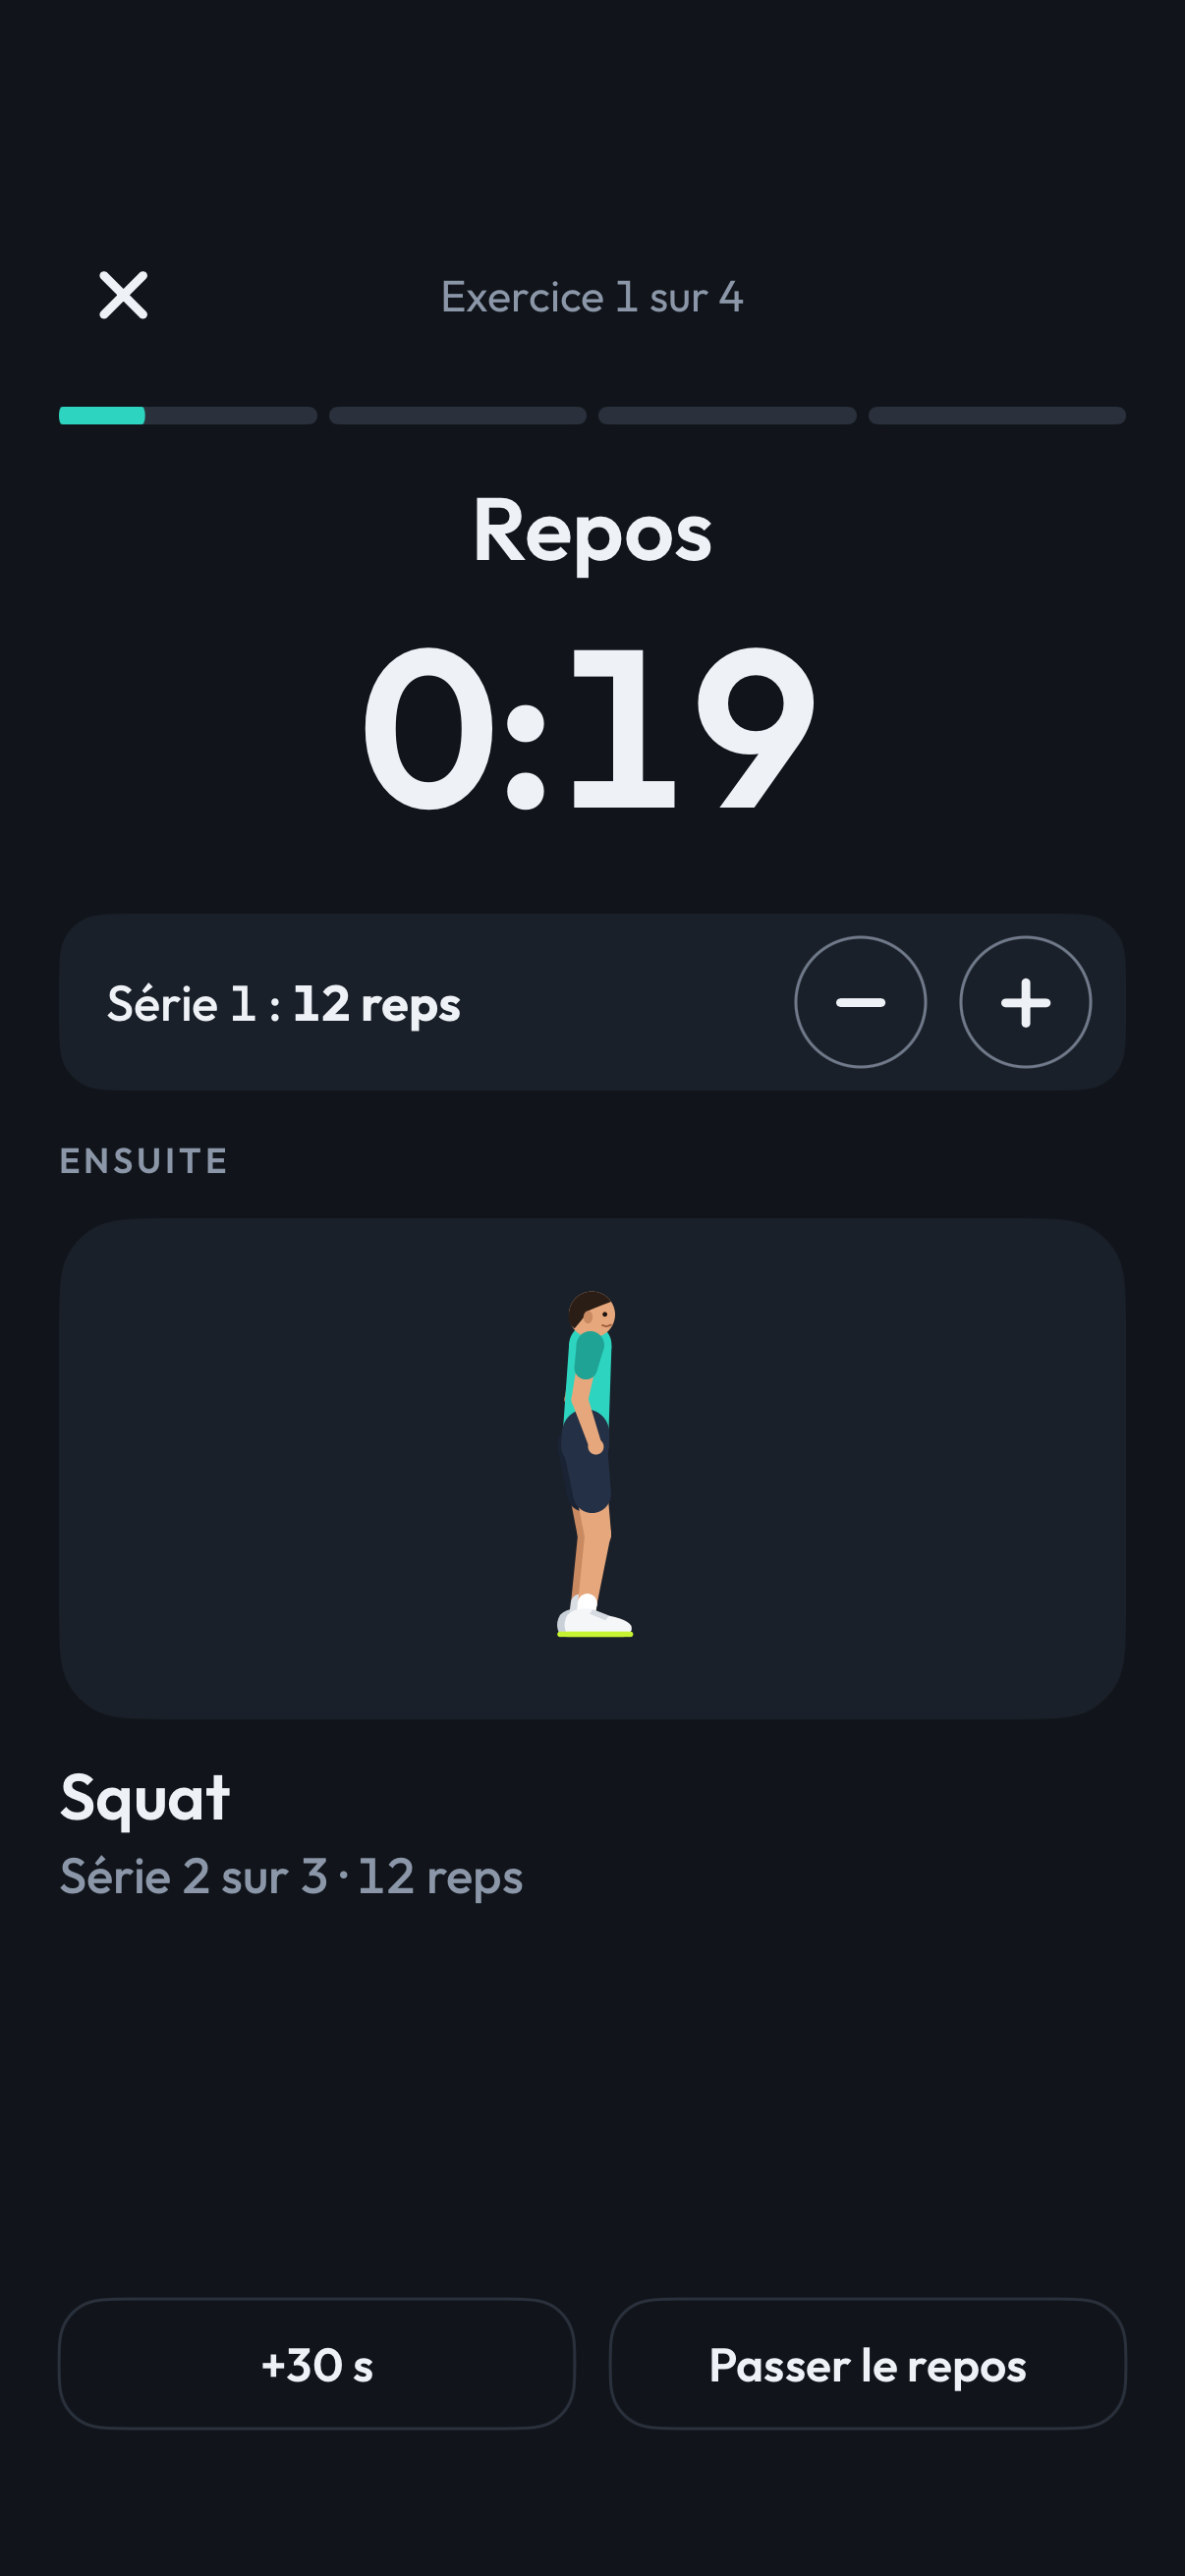 Exercice 1 sur 4
Repos
0:19
Série 1 : 12 reps
ENSUITE
Squat
Série 2 sur 3 · 12 reps
+30 s
Passer le repos